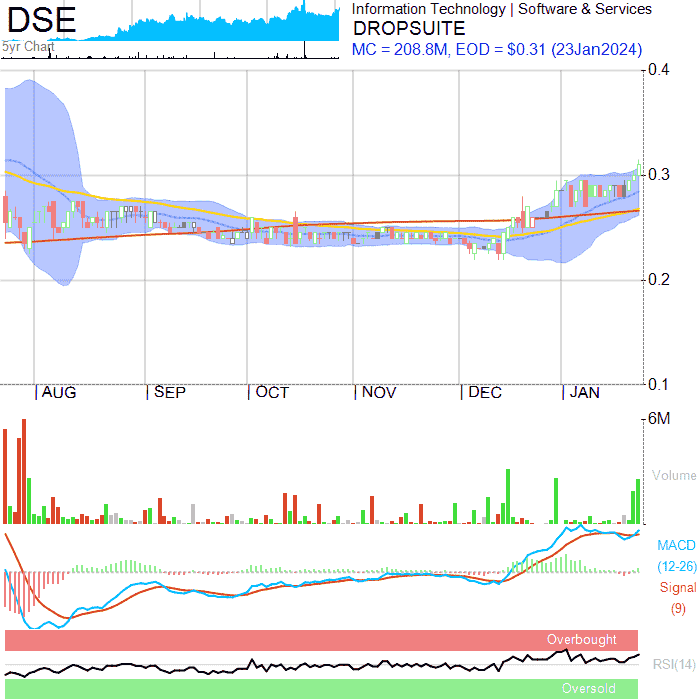 DSE
Information Technology | Software & Services
DROPSUITE
MC = 208.8M, EOD = $0.31 (23Jan2024)
5yr Chart
0.4
0.3
0.2
0.1
AUG
SEP
OCT
NOV
DEC
JAN
6M
Volume
MACD
(12-26)
Signal
(9)
Overbought
RSI(14)
Oversold